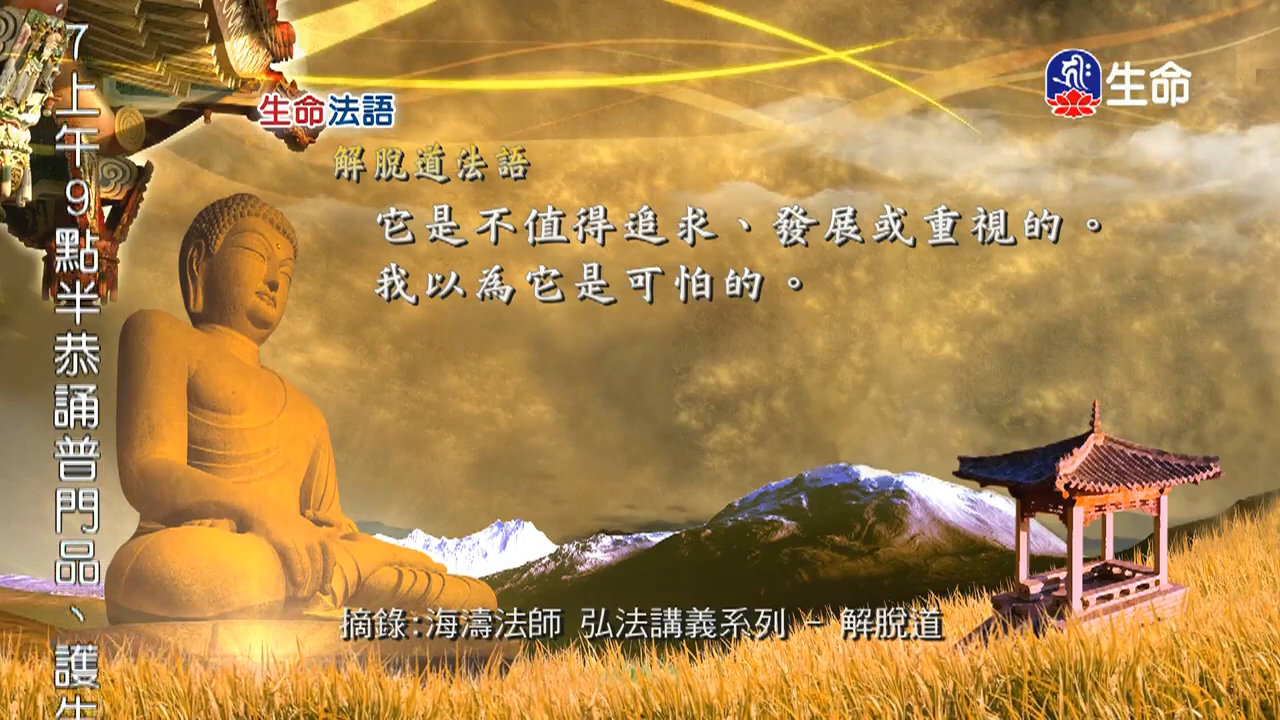 生命法語
生命
解脫道法語
它是不值得追求、發展或重視的。
我以為它是可怕的。
摘錄:海濤法師 弘法講義系列 - 解脫道
7上午9點半恭誦普門品、護生